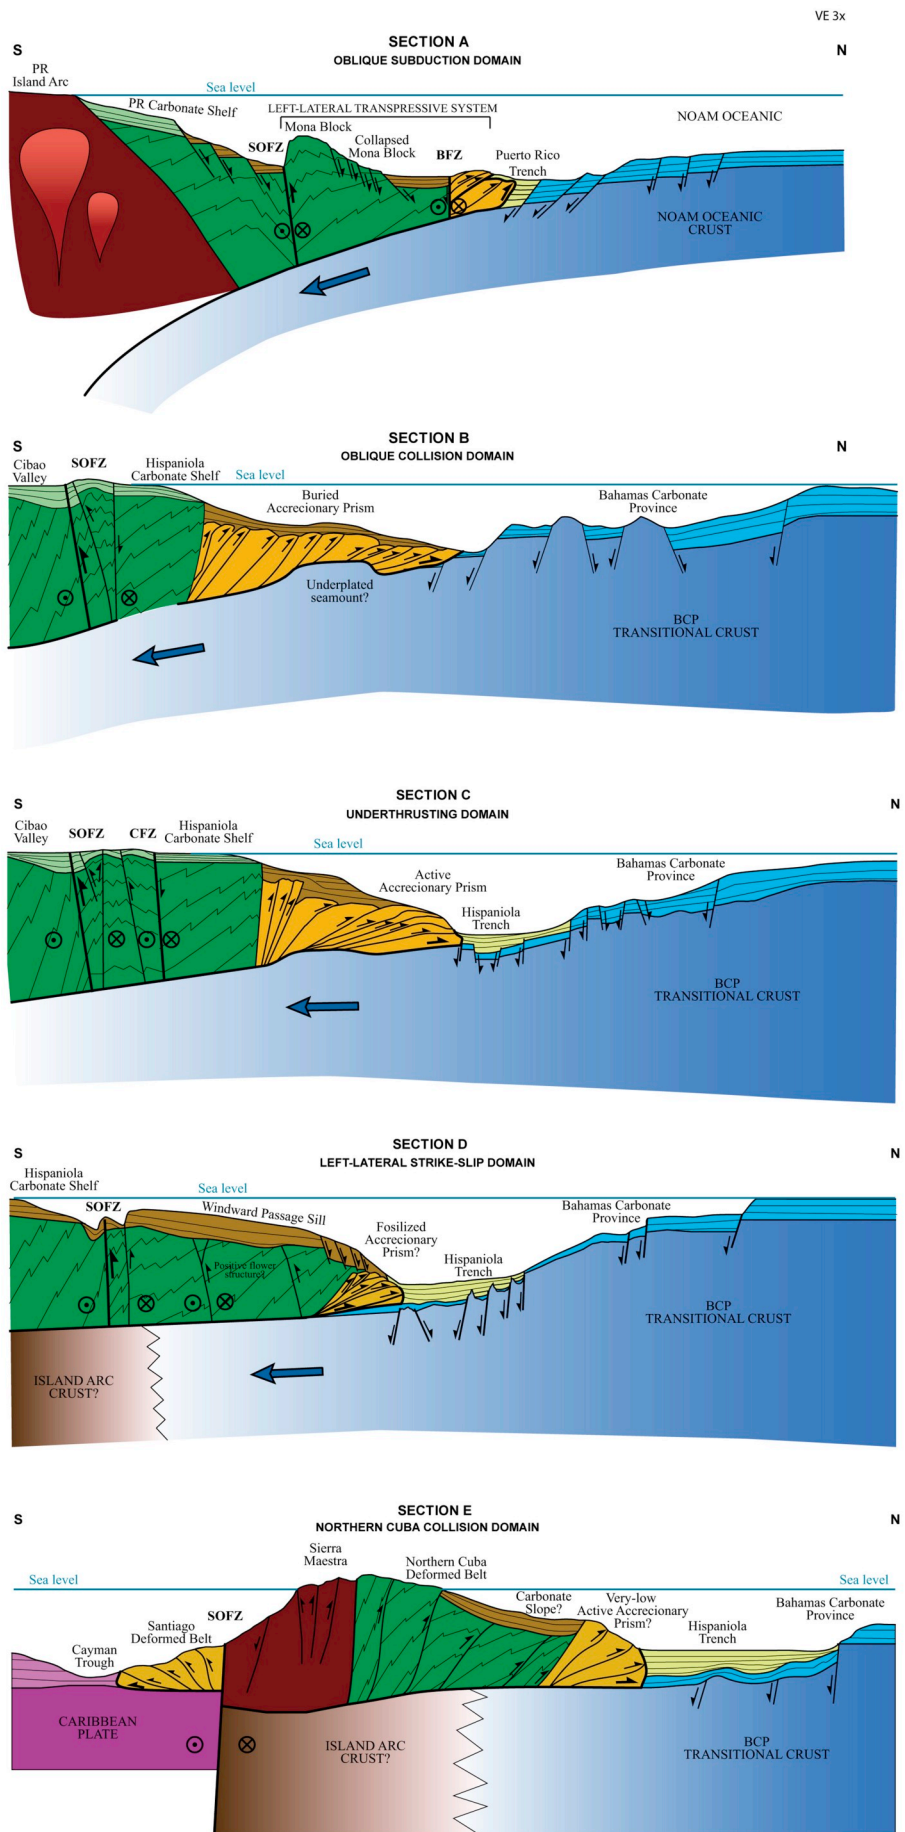 VE 3x
SECTION A
OBLIQUE SUBDUCTION DOMAIN
S
N
PR
Island Arc
Sea level
PR Carbonate Shelf
LEFT-LATERAL TRANSPRESSIVE SYSTEM
NOAM OCEANIC
Mona Block
SOFZ
Collapsed
Mona Block
BFZ
Puerto Rico
Trench
NOAM OCEANIC
CRUST
SECTION B
OBLIQUE COLLISION DOMAIN
S
N
Cibao
Valley
SOFZ
Hispaniola
Carbonate Shelf
Sea level
Buried
Accrecionary Prism
Bahamas Carbonate
Province
Underplated
seamount?
BCP
TRANSITIONAL CRUST
SECTION C
UNDERTHRUSTING DOMAIN
S
N
Cibao
Valley
SOFZ
CFZ
Hispaniola
Carbonate Shelf
Sea level
Active
Accrecionary Prism
Hispaniola
Trench
Bahamas Carbonate
Province
BCP
TRANSITIONAL CRUST
SECTION D
LEFT-LATERAL STRIKE-SLIP DOMAIN
S
N
Hispaniola
Carbonate Shelf
Sea level
SOFZ
Windward Passage Sill
Fosilized
Accrecionary
Prism?
Hispaniola
Trench
Bahamas Carbonate
Province
Positive flower
structure?
BCP
TRANSITIONAL CRUST
ISLAND ARC
CRUST?
SECTION E
NORTHERN CUBA COLLISION DOMAIN
S
N
Sea level
Sierra
Maestra
Northern Cuba
Deformed Belt
Sea level
Cayman
Trough
Santiago
Deformed Belt
SOFZ
Carbonate
Slope?
Very-low
Active Accrecionary
Prism?
Hispaniola
Trench
Bahamas Carbonate
Province
CARIBBEAN
PLATE
ISLAND ARC
CRUST?
BCP
TRANSITIONAL CRUST